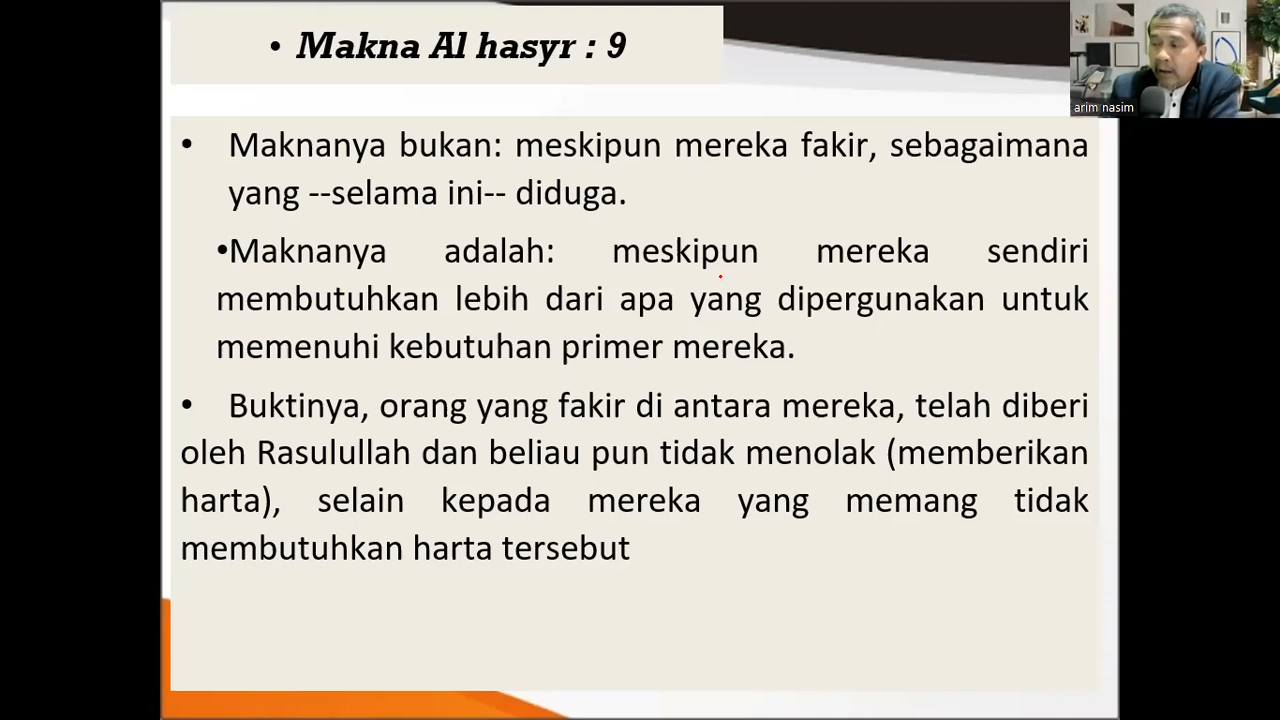 • Makna Al hasyr : 9
arim nasim
• Maknanya bukan: meskipun mereka fakir, sebagaimana
yang --selama ini-- diduga.
•Maknanya adalah: meskipun mereka sendiri
membutuhkan lebih dari apa yang dipergunakan untuk
memenuhi kebutuhan primer mereka.
• Buktinya, orang yang fakir di antara mereka, telah diberi
oleh Rasulullah dan beliau pun tidak menolak (memberikan
harta), selain kepada mereka yang memang tidak
membutuhkan harta tersebut